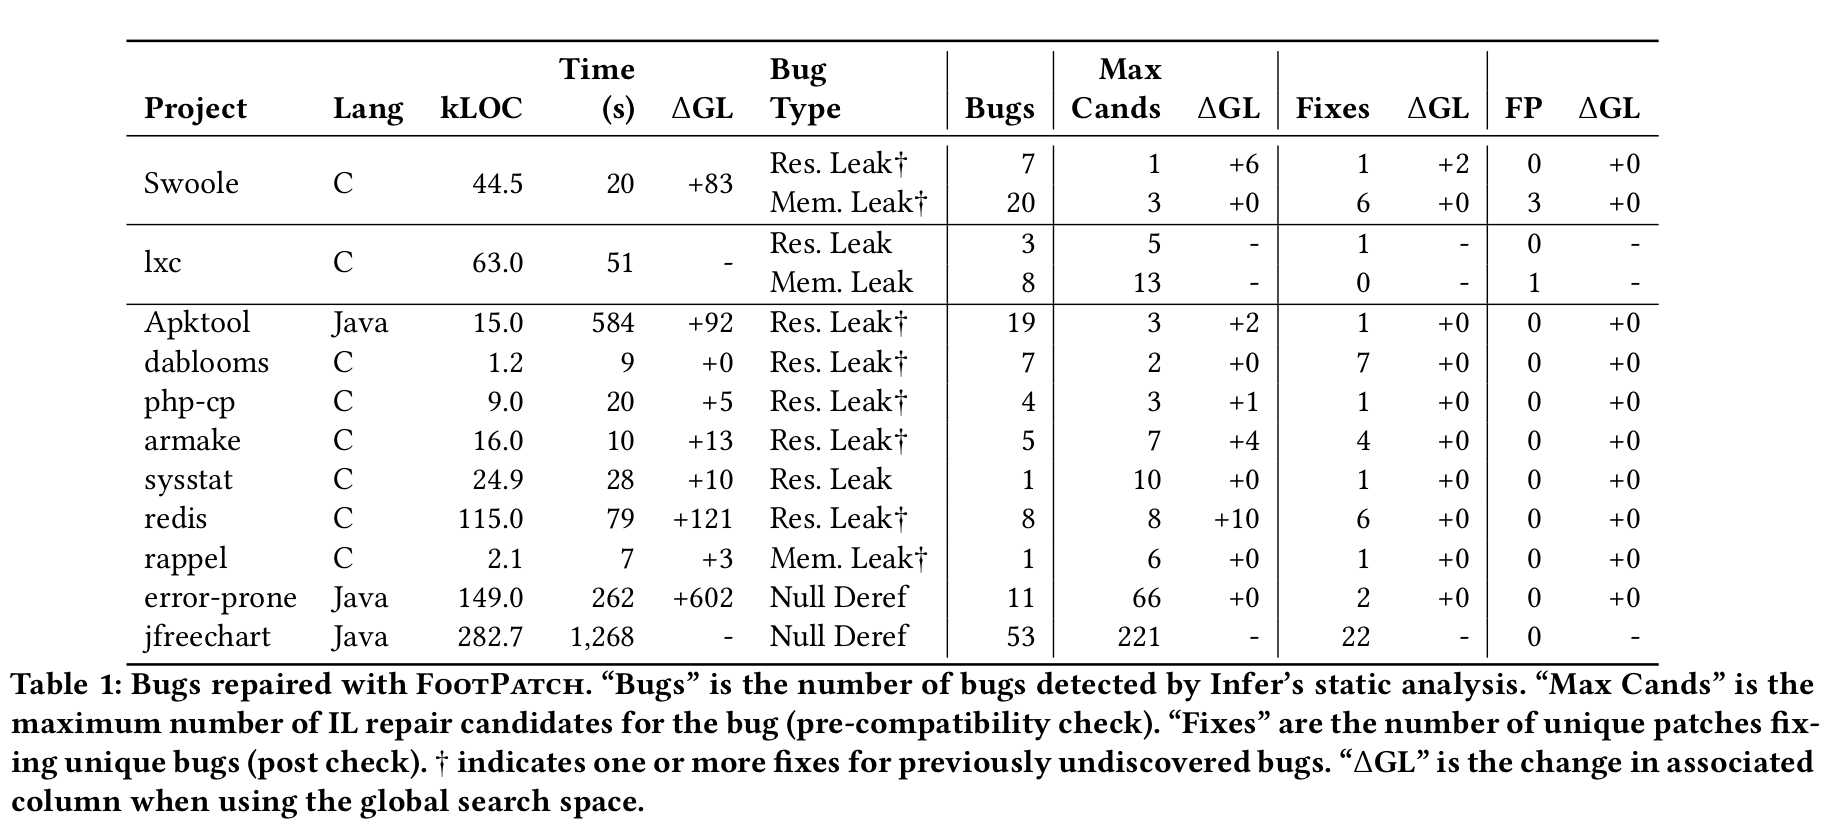 Project Lang kLOC Time (s) ΔGL Bug Type Bugs Max Cands ΔGL Fixes ΔGL FP ΔGL
Swoole C 44.5 20 +83 Res. Leak† 7 1 +6 1 +2 0 +0
Mem. Leak† 20 3 +0 6 +0 3 +0
lxc C 63.0 51 - Res. Leak 3 5 - 1 - 0 -
Mem. Leak 8 13 - 0 - 1 -
Apktool Java 15.0 584 +92 Res. Leak† 19 3 +2 1 +0 0 +0
dablooms C 1.2 9 +0 Res. Leak† 7 2 +0 7 +0 0 +0
php-cp C 9.0 20 +5 Res. Leak† 4 3 +1 1 +0 0 +0
armake C 16.0 10 +13 Res. Leak† 5 7 +4 4 +0 0 +0
sysstat C 24.9 28 +10 Res. Leak 1 10 +0 1 +0 0 +0
redis C 115.0 79 +121 Res. Leak† 8 8 +10 6 +0 0 +0
rappel C 2.1 7 +3 Mem. Leak† 1 6 +0 1 +0 0 +0
error-prone Java 149.0 262 +602 Null Deref 11 66 +0 2 +0 0 +0
jfreechart Java 282.7 1,268 - Null Deref 53 221 - 22 - 0 -
Table 1: Bugs repaired with FootPatch. “Bugs” is the number of bugs detected by Infer’s static analysis. “Max Cands” is the
maximum number of IL repair candidates for the bug (pre-compatibility check). “Fixes” are the number of unique patches fix-
ing unique bugs (post check). † indicates one or more fixes for previously undiscovered bugs. “ΔGL” is the change in associated
column when using the global search space.